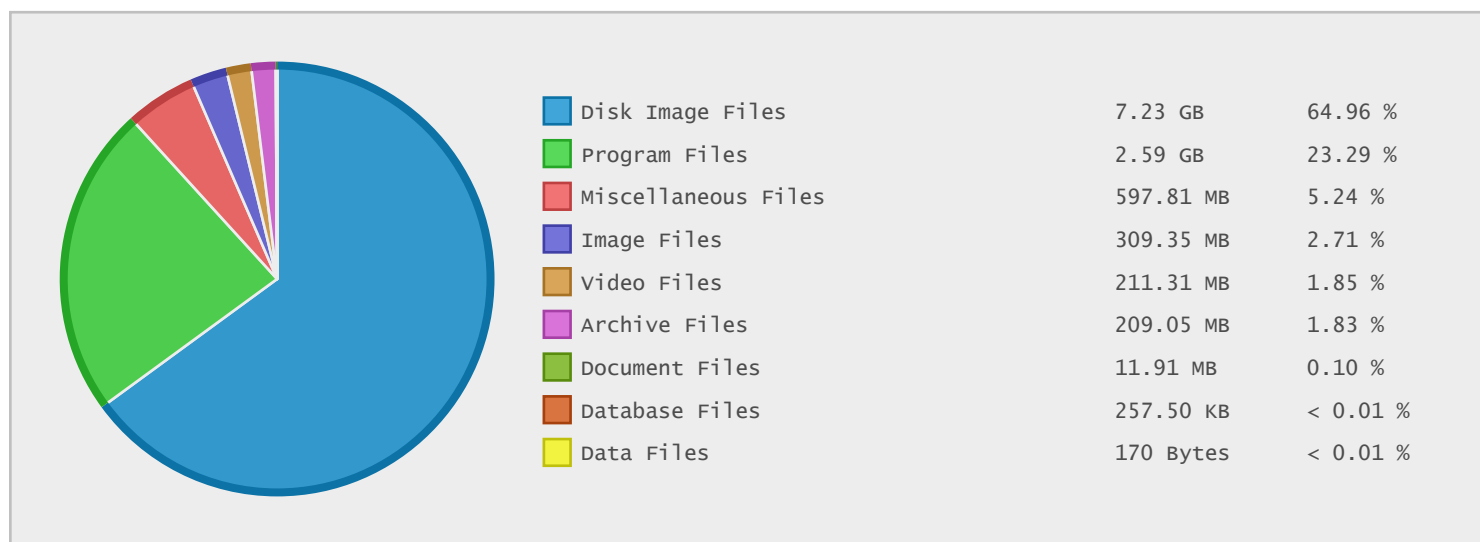 Disk Image Files 7.23 GB 64.96 %
Program Files 2.59 GB 23.29 %
Miscellaneous Files 597.81 MB 5.24 %
Image Files 309.35 MB 2.71 %
Video Files 211.31 MB 1.85 %
Archive Files 209.05 MB 1.83 %
Document Files 11.91 MB 0.10 %
Database Files 257.50 KB < 0.01 %
Data Files 170 Bytes < 0.01 %